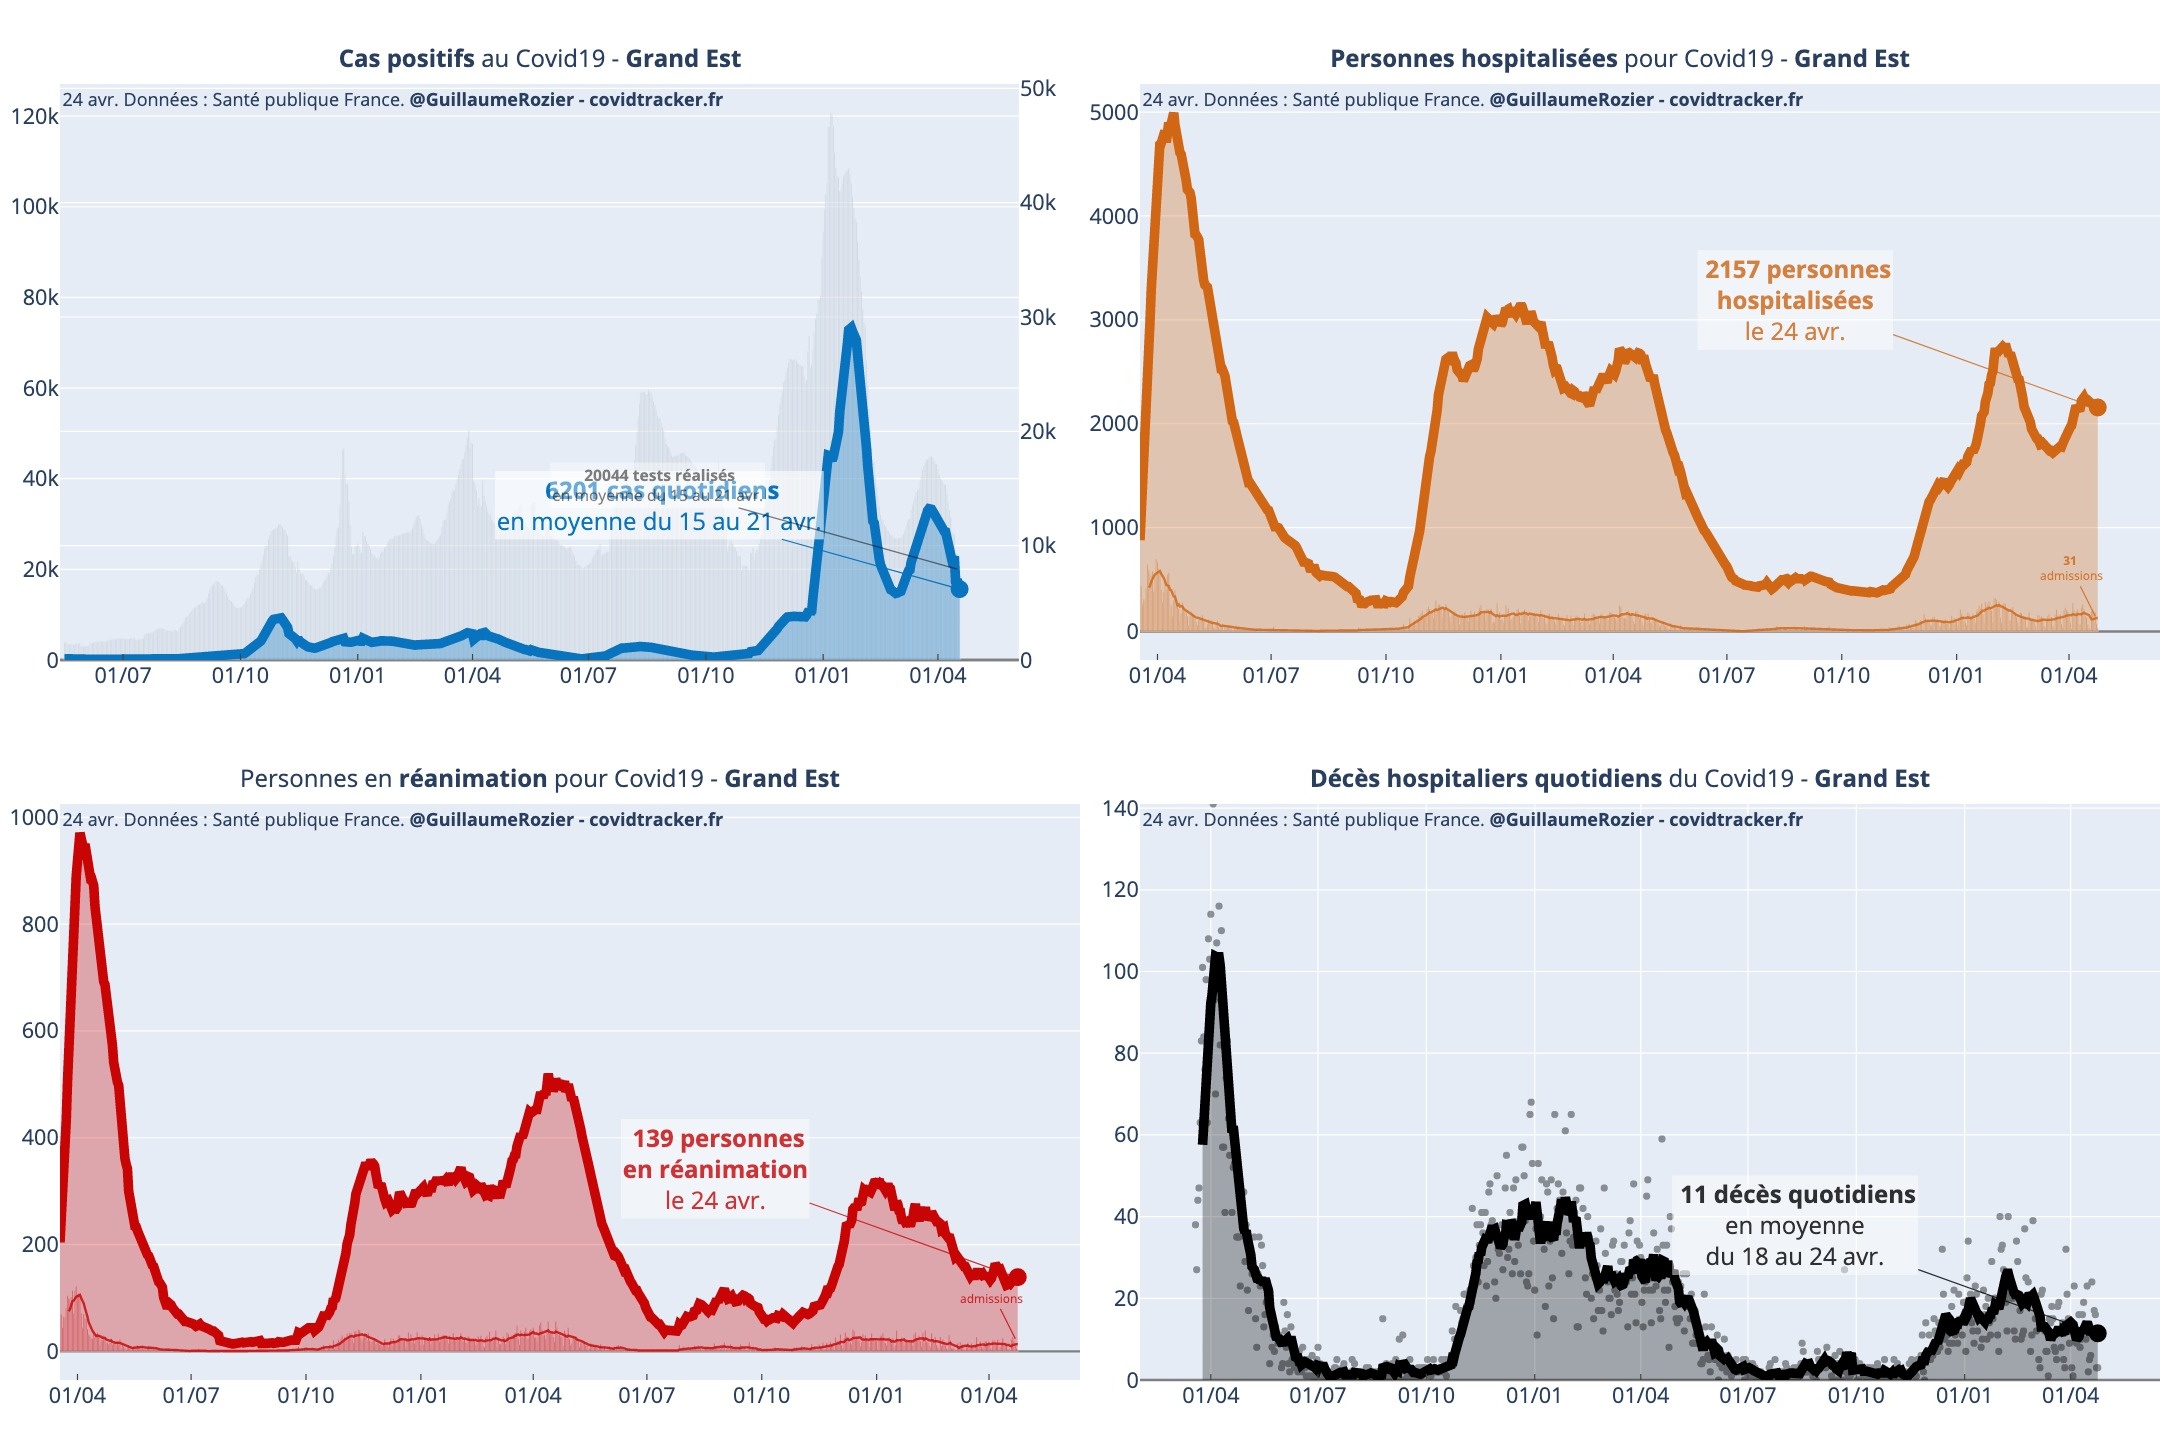 Cas positifs au Covid19 - Grand Est
24 avr. Données : Santé publique France. @GuillaumeRozier - covidtracker.fr
120k
100k
80k
60k
40k
20k
0
50k
40k
30k
20k
10k
0
20044 tests réalisés
en moyenne du 15 au 21 avr.
6201 cas quotidiens
en moyenne du 15 au 21 avr.
01/07 01/10 01/01 01/04 01/07 01/10 01/01 01/04
Personnes hospitalisées pour Covid19 - Grand Est
24 avr. Données : Santé publique France. @GuillaumeRozier - covidtracker.fr
5000
4000
3000
2000
1000
0
2157 personnes
hospitalisées
le 24 avr.
31
admissions
01/04 01/07 01/10 01/01 01/04 01/07 01/10 01/01 01/04
Personnes en réanimation pour Covid19 - Grand Est
24 avr. Données : Santé publique France. @GuillaumeRozier - covidtracker.fr
1000
800
600
400
200
0
139 personnes
en réanimation
le 24 avr.
admissions
01/04 01/07 01/10 01/01 01/04 01/07 01/10 01/01 01/04
Décès hospitaliers quotidiens du Covid19 - Grand Est
24 avr. Données : Santé publique France. @GuillaumeRozier - covidtracker.fr
140
120
100
80
60
40
20
0
11 décès quotidiens
en moyenne
du 18 au 24 avr.
01/04 01/07 01/10 01/01 01/04 01/07 01/10 01/01 01/04